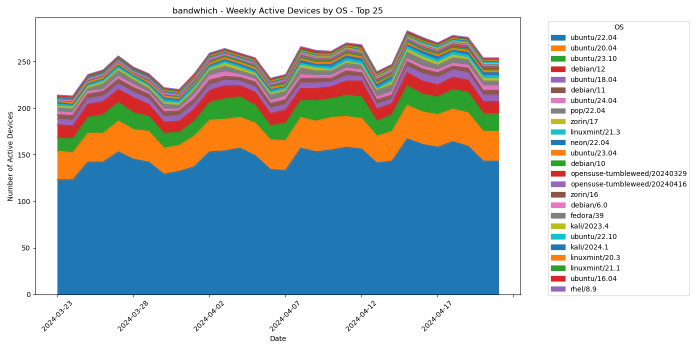 bandwhich - Weekly Active Devices by OS - Top 25
Number of Active Devices
250
200
150
100
50
0
2024-03-23
2024-03-28
2024-04-02
2024-04-07
2024-04-12
2024-04-17
Date
OS
ubuntu/22.04
ubuntu/20.04
ubuntu/23.10
debian/12
ubuntu/18.04
debian/11
ubuntu/24.04
pop/22.04
zorin/17
linuxmint/21.3
neon/22.04
ubuntu/23.04
debian/10
opensuse-tumbleweed/20240329
opensuse-tumbleweed/20240416
zorin/16
debian/6.0
fedora/39
kali/2023.4
ubuntu/22.10
kali/2024.1
linuxmint/20.3
linuxmint/21.1
ubuntu/16.04
rhel/8.9